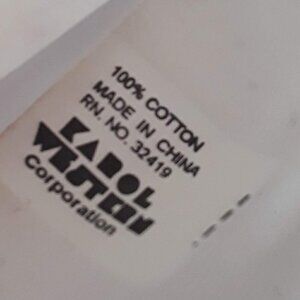 100% COTTON
MADE IN CHINA
RN. NO. 32419
KAROL
WESTERN
Corporation